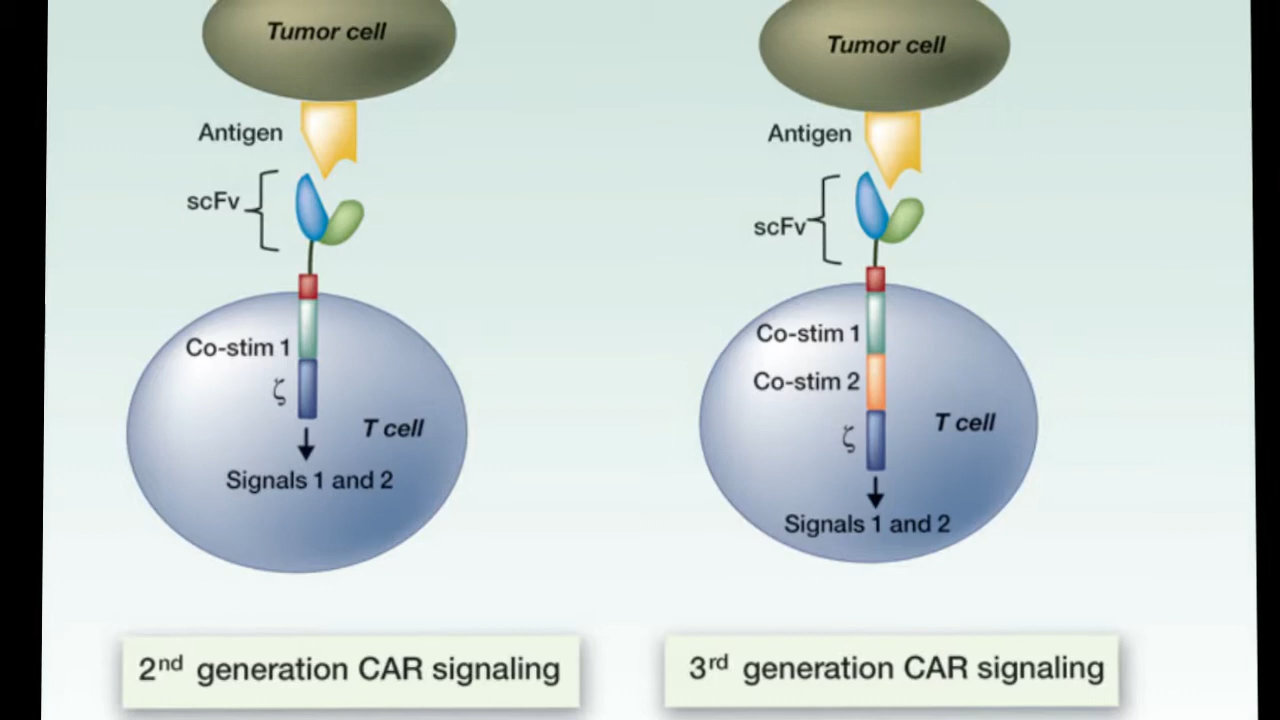 Tumor cell
Antigen
scFv
Co-stim 1
ζ
T cell
Signals 1 and 2
2nd generation CAR signaling
Tumor cell
Antigen
scFv
Co-stim 1
Co-stim 2
ζ
T cell
Signals 1 and 2
3rd generation CAR signaling